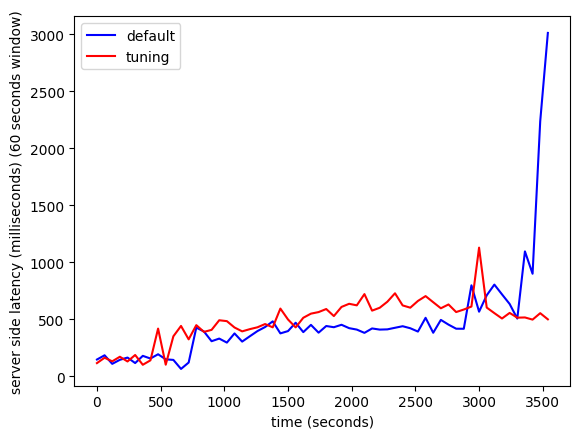 default
tuning
server side latency (milliseconds) (60 seconds window)
3000
2500
2000
1500
1000
500
0
0 500 1000 1500 2000 2500 3000 3500
time (seconds)